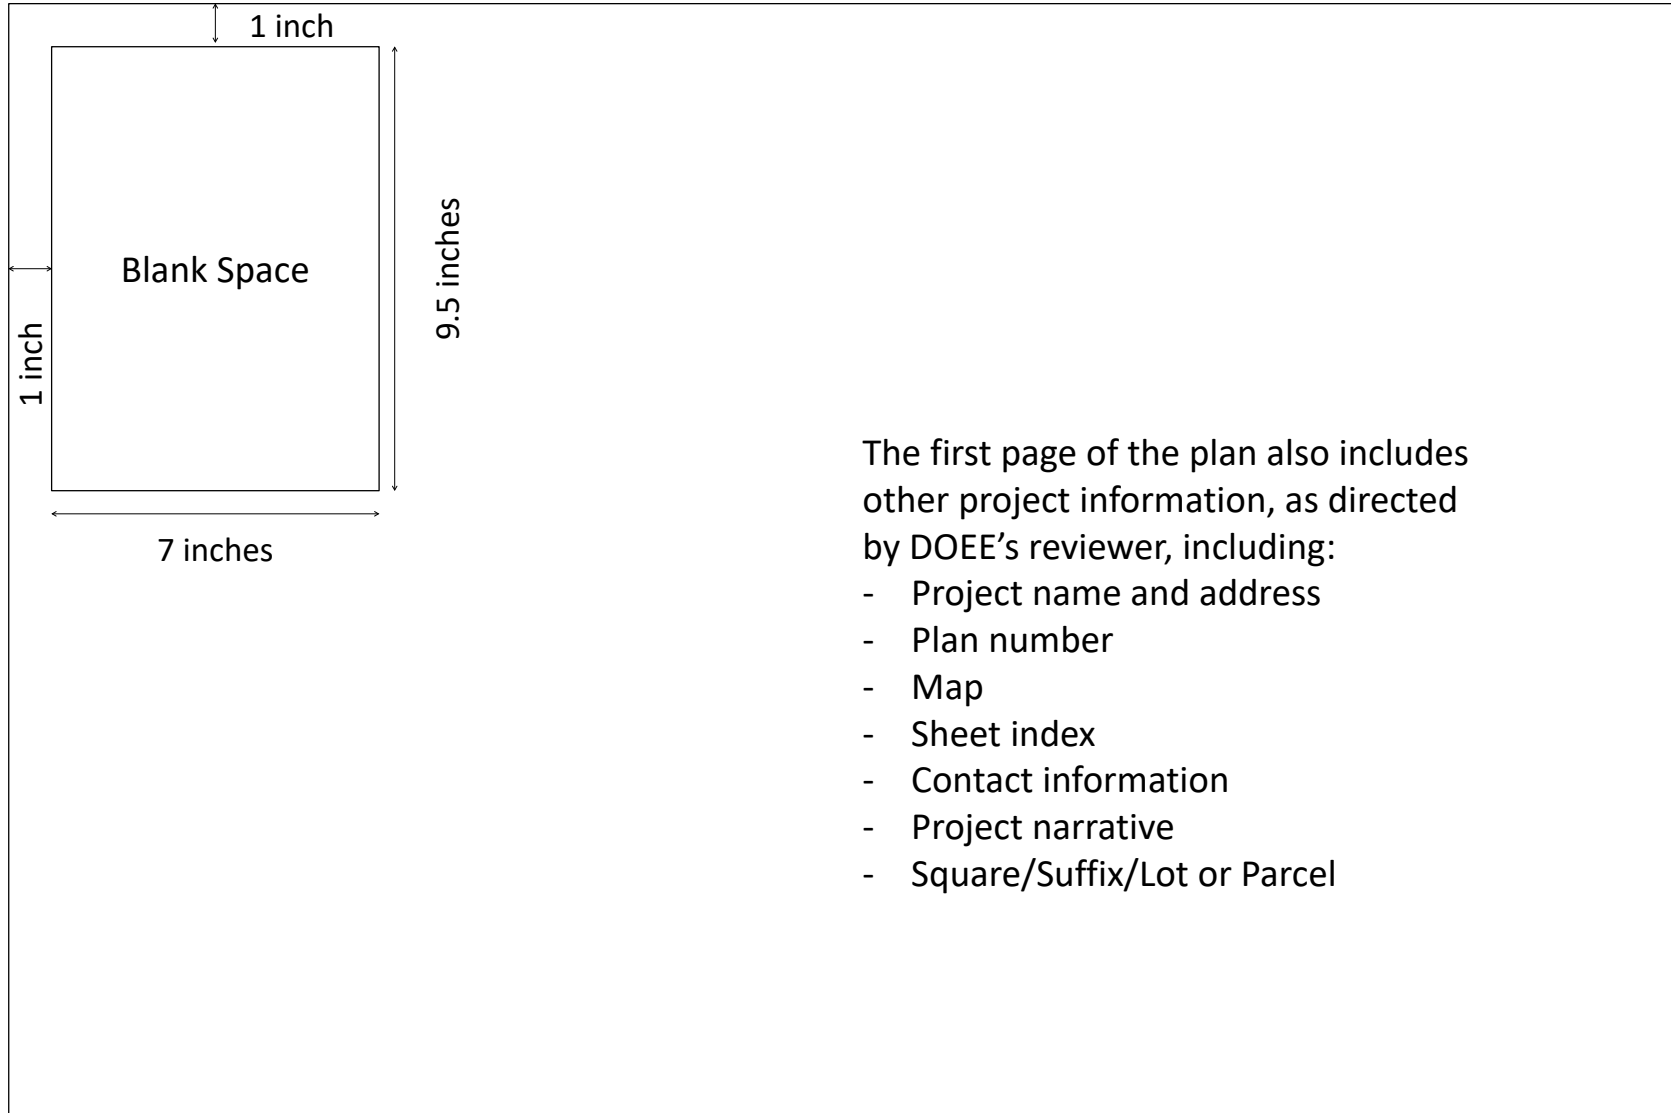 1 inch
Blank Space
1 inch
9.5 inches
7 inches
The first page of the plan also includes
other project information, as directed
by DOEE’s reviewer, including:
- Project name and address
- Plan number
- Map
- Sheet index
- Contact information
- Project narrative
- Square/Suffix/Lot or Parcel